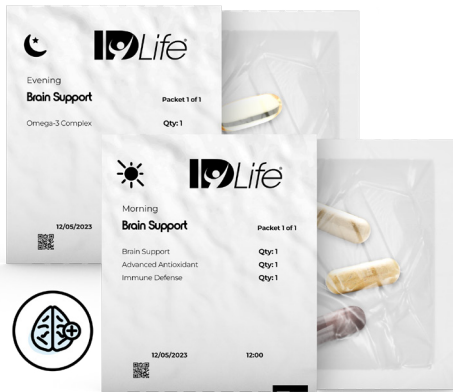 IDLife
Evening
Brain Support Packet 1 of 1
Omega-3 Complex Qty: 1
12/05/2023
IDLife
Morning
Brain Support Packet 1 of 1
Brain Support Qty: 1
Advanced Antioxidant Qty: 1
Immune Defense Qty: 1
12/05/2023 12:00